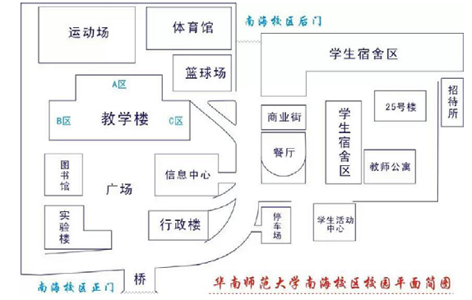 南海校区后门
体育馆
运动场
学生宿舍区
篮球场
A区
招待所
25号楼
教学楼
B区
C区
商业街
学生宿舍区
餐厅
图书馆
信息中心
教师公寓
广场
实验楼
行政楼
停车场
学生活动中心
桥
南海校区正门
华南师范大学南海校区校园平面简图